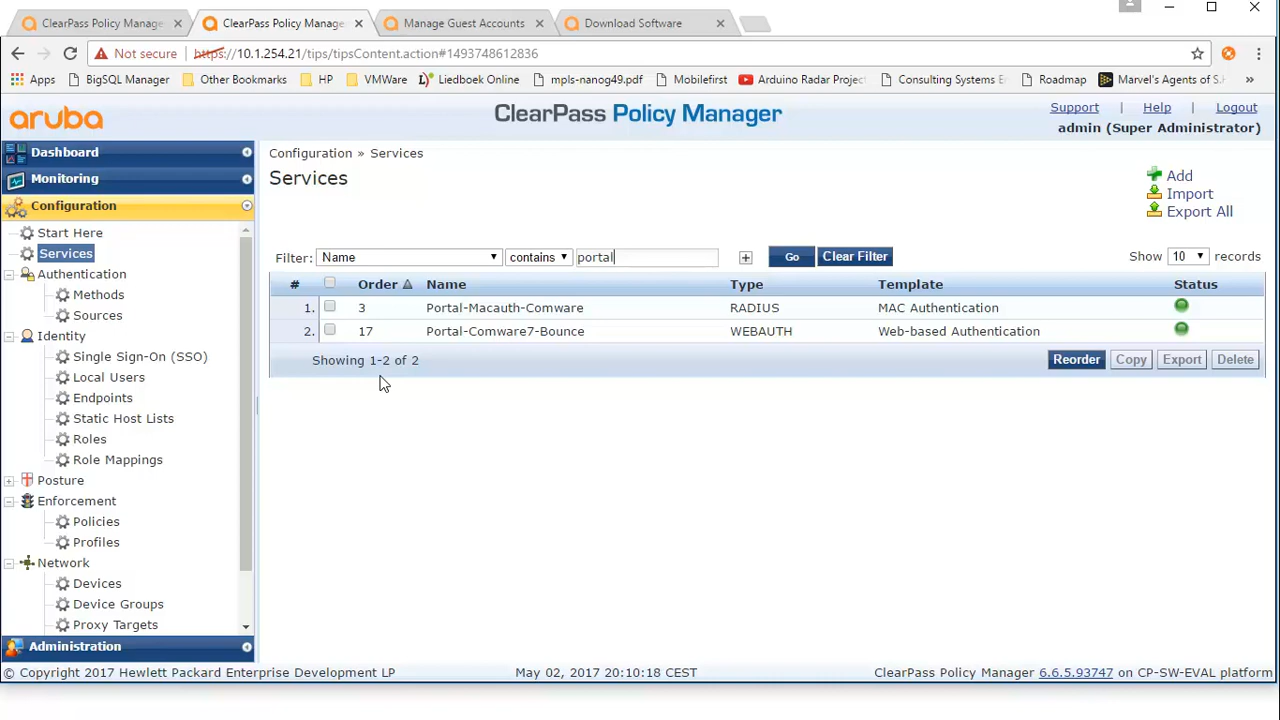 ClearPass Policy Manage
ClearPass Policy Manage
Manage Guest Accounts
Download Software
Not secure
https://10.1.254.21/tips/tipsContent.action#1493748612836
Apps BigSQL Manager Other Bookmarks HP VMWare Lijstiboek Online mpls-nanog49.pdf Mobilerist Arduino Radar Projec Consulting Systems En Roadmap Marvel's Agents of S.H »
aruba
ClearPass Policy Manager
Support | Help | Logout
admin (Super Administrator)
Dashboard
Monitoring
Configuration
Start Here
Services
Authentication
Methods
Sources
Identity
Single Sign-On (SSO)
Local Users
Endpoints
Static Host Lists
Roles
Role Mappings
Posture
Enforcement
Policies
Profiles
Network
Devices
Device Groups
Proxy Targets
Administration
Configuration » Services
Services
Add
Import
Export All
Filter: Name contains portal Go Clear Filter Show 10 records
# Order Name Type Template Status
1. 3 Portal-Macauth-Comware RADIUS MAC Authentication
2. 17 Portal-Comware7-Bounce WEBAUTH Web-based Authentication
Showing 1-2 of 2
Reorder Copy Export Delete
© Copyright 2017 Hewlett Packard Enterprise Development LP May 02, 2017 20:10:18 CEST ClearPass Policy Manager 6.6.5.93747 on CP-SW-EVAL platform